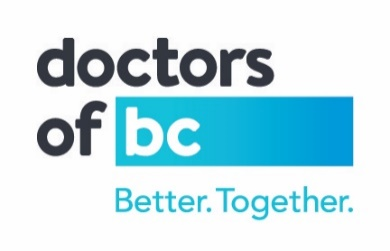 doctors
of bc
Better. Together.